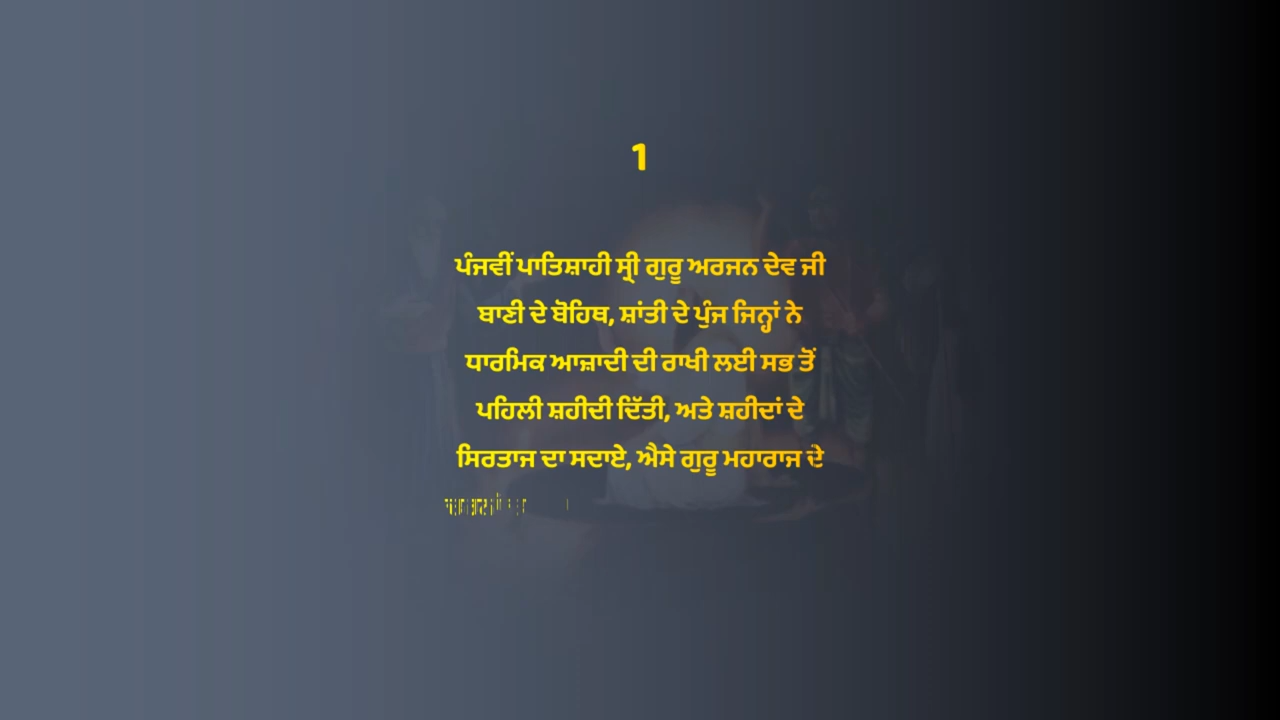 1
ਪੰਜਵੀਂ ਪਾਤਿਸ਼ਾਹੀ ਸ੍ਰੀ ਗੁਰੂ ਅਰਜਨ ਦੇਵ ਜੀ
ਬਾਣੀ ਦੇ ਬੋਹਿਥ, ਸ਼ਾਂਤੀ ਦੇ ਪੁੰਜ ਜਿਨ੍ਹਾਂ ਨੇ
ਧਾਰਮਿਕ ਆਜ਼ਾਦੀ ਦੀ ਰਾਖੀ ਲਈ ਸਭ ਤੋਂ
ਪਹਿਲੀ ਸ਼ਹੀਦੀ ਦਿੱਤੀ, ਅਤੇ ਸ਼ਹੀਦਾਂ ਦੇ
ਸਿਰਤਾਜ ਦਾ ਸਦਾਏ, ਐਸੇ ਗੁਰੂ ਮਹਾਰਾਜ ਦੇ